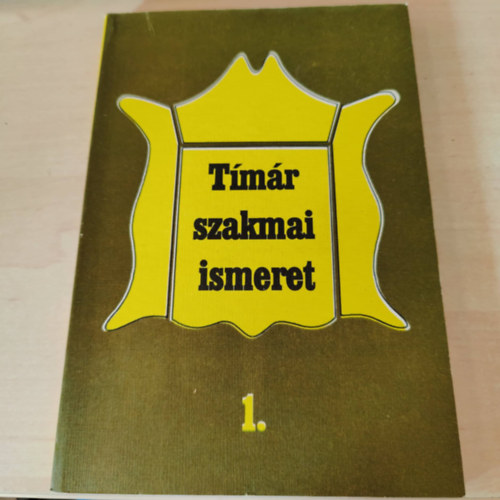 Tímár
szakmai
ismeret
1.